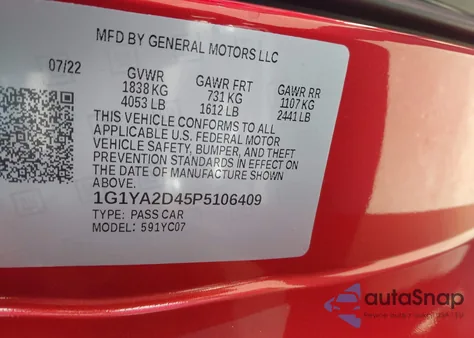 MFD BY GENERAL MOTORS LLC
07/22 GVWR GAWR FRT GAWR RR
1838 KG 731 KG 1107 KG
4053 LB 1612 LB 2441 LB
THIS VEHICLE CONFORMS TO ALL
APPLICABLE U.S. FEDERAL MOTOR
VEHICLE SAFETY, BUMPER, AND THEFT
PREVENTION STANDARDS IN EFFECT ON
THE DATE OF MANUFACTURE SHOWN
ABOVE.
1G1YA2D45P5106409
TYPE: PASS CAR
MODEL: 591YC07
autoSnap